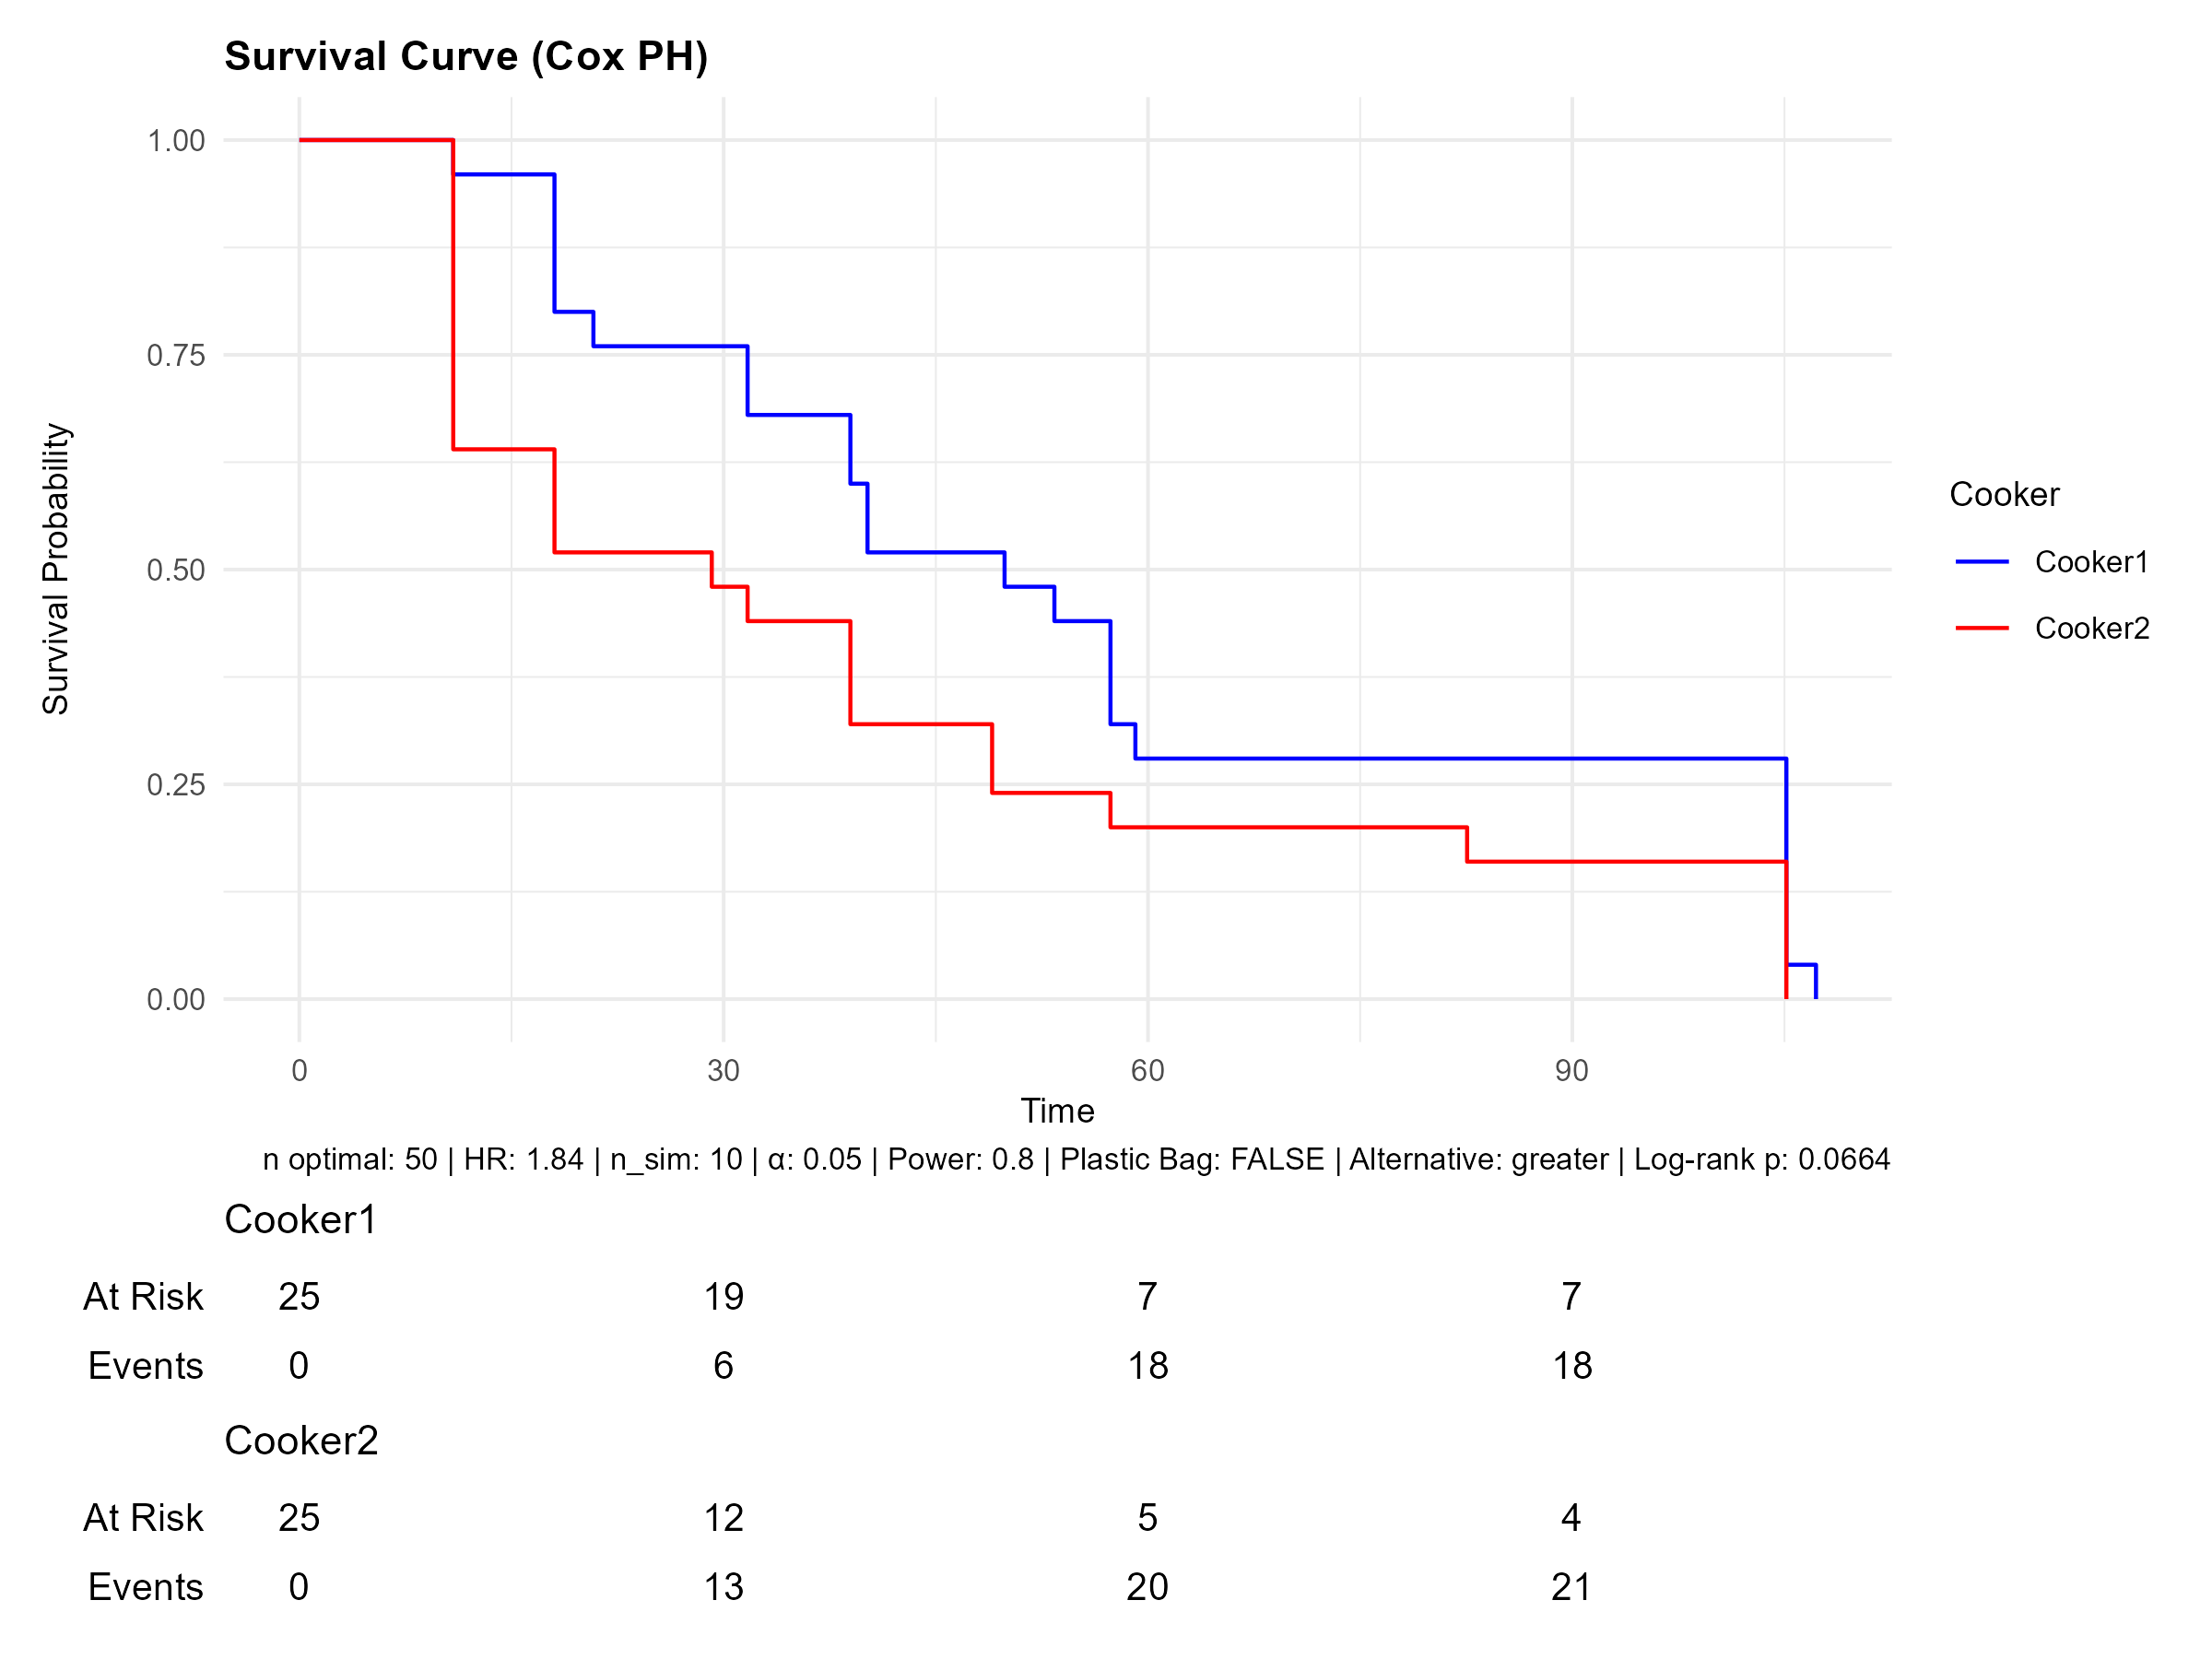 Survival Curve (Cox PH)
1.00
0.75
0.50
0.25
0.00
Survival Probability
0 30 60 90
Time
Cooker
Cooker1
Cooker2
n optimal: 50 | HR: 1.84 | n_sim: 10 | α: 0.05 | Power: 0.8 | Plastic Bag: FALSE | Alternative: greater | Log-rank p: 0.0664
Cooker1
At Risk 25 19 7 7
Events 0 6 18 18
Cooker2
At Risk 25 12 5 4
Events 0 13 20 21